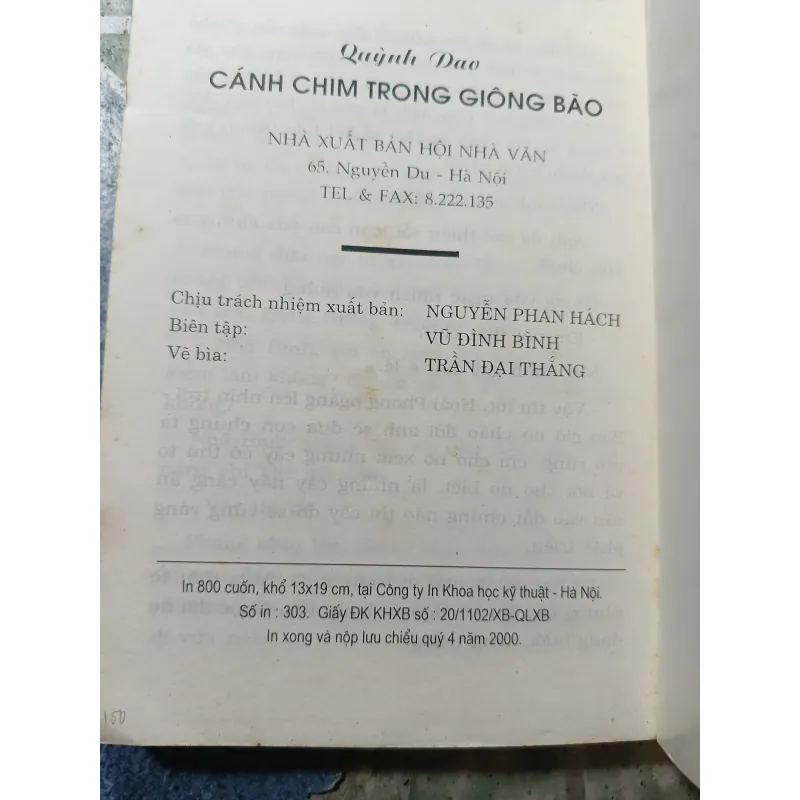 Quỳnh Dao
CÁNH CHIM TRONG GIÔNG BÃO
NHÀ XUẤT BẢN HỘI NHÀ VĂN
65. Nguyễn Du - Hà Nội
TEL & FAX: 8.222.135
Chịu trách nhiệm xuất bản: NGUYỄN PHAN HÁCH
Biên tập: VŨ ĐÌNH BÌNH
Vẽ bìa: TRẦN ĐẠI THẮNG
In 800 cuốn, khổ 13x19 cm, tại Công ty In Khoa học kỹ thuật - Hà Nội.
Số in : 303. Giấy ĐK KHXB số : 20/1102/XB-QLXB
In xong và nộp lưu chiểu quý 4 năm 2000.
150